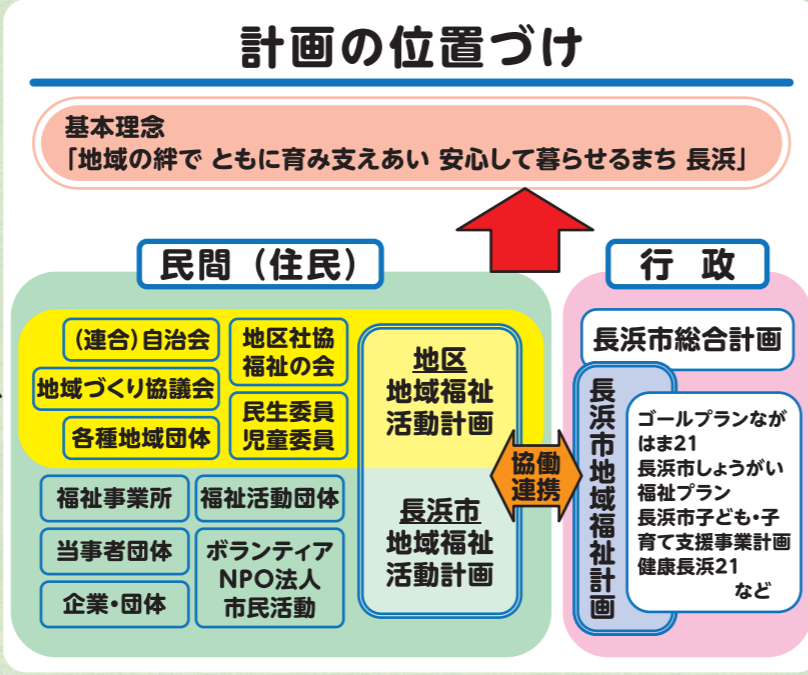 計画の位置づけ
基本理念
「地域の絆で ともに育み支えあい 安心して暮らせるまち 長浜」
民間（住民）
(連合)自治会
地域づくり協議会
各種地域団体
地区社協
福祉の会
民生委員
児童委員
地区
地域福祉
活動計画
福祉事業所
当事者団体
企業・団体
福祉活動団体
ボランティア
NPO法人
市民活動
長浜市
地域福祉
活動計画
協働
連携
行 政
長浜市総合計画
長浜市地域福祉計画
ゴールプランなが
はま21
長浜市しょうがい
福祉プラン
長浜市子ども・子
育て支援事業計画
健康長浜21
など